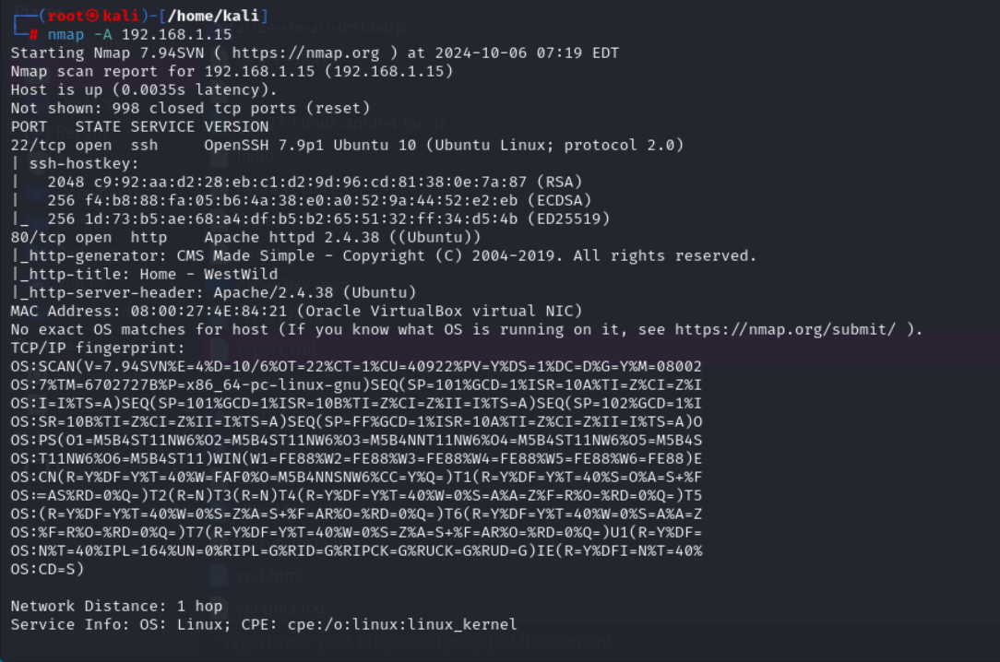 ┌──(root㉿kali)-[/home/kali]
└─# nmap -A 192.168.1.15
Starting Nmap 7.94SVN ( https://nmap.org ) at 2024-10-06 07:19 EDT
Nmap scan report for 192.168.1.15 (192.168.1.15)
Host is up (0.0035s latency).
Not shown: 998 closed tcp ports (reset)
PORT   STATE SERVICE VERSION
22/tcp open  ssh     OpenSSH 7.9p1 Ubuntu 10 (Ubuntu Linux; protocol 2.0)
| ssh-hostkey:
|   2048 c9:92:aa:d2:28:eb:c1:d2:9d:96:cd:81:38:0e:7a:87 (RSA)
|   256 f4:b8:88:fa:05:b6:4a:38:e0:a0:52:9a:44:52:e2:eb (ECDSA)
|_  256 1d:73:b5:ae:68:a4:df:b5:b2:65:51:32:ff:34:d5:4b (ED25519)
80/tcp open  http    Apache httpd 2.4.38 ((Ubuntu))
|_http-generator: CMS Made Simple - Copyright (C) 2004-2019. All rights reserved.
|_http-title: Home - WestWild
|_http-server-header: Apache/2.4.38 (Ubuntu)
MAC Address: 08:00:27:4E:84:21 (Oracle VirtualBox virtual NIC)
No exact OS matches for host (If you know what OS is running on it, see https://nmap.org/submit/ ).
TCP/IP fingerprint:
OS:SCAN(V=7.94SVN%E=4%D=10/6%OT=22%CT=1%CU=40922%PV=Y%DS=1%DC=D%G=Y%M=08002
OS:7%TM=6702727B%P=x86_64-pc-linux-gnu)SEQ(SP=101%GCD=1%ISR=10A%TI=Z%CI=Z%I
OS:I=I%TS=A)SEQ(SP=101%GCD=1%ISR=10B%TI=Z%CI=Z%II=I%TS=A)SEQ(SP=102%GCD=1%I
OS:SR=10B%TI=Z%CI=Z%II=I%TS=A)SEQ(SP=FF%GCD=1%ISR=10A%TI=Z%CI=Z%II=I%TS=A)O
OS:PS(O1=M5B4ST11NW6%O2=M5B4ST11NW6%O3=M5B4NNT11NW6%O4=M5B4ST11NW6%O5=M5B4S
OS:T11NW6%O6=M5B4ST11)WIN(W1=FE88%W2=FE88%W3=FE88%W4=FE88%W5=FE88%W6=FE88)E
OS:CN(R=Y%DF=Y%T=40%W=FAF0%O=M5B4NNSNW6%CC=Y%Q=)T1(R=Y%DF=Y%T=40%S=O%A=S+%F
OS:=AS%RD=0%Q=)T2(R=N)T3(R=N)T4(R=Y%DF=Y%T=40%W=0%S=A%A=Z%F=R%O=%RD=0%Q=)T5
OS:(R=Y%DF=Y%T=40%W=0%S=Z%A=S+%F=AR%O=%RD=0%Q=)T6(R=Y%DF=Y%T=40%W=0%S=A%A=Z
OS:%F=R%O=%RD=0%Q=)T7(R=Y%DF=Y%T=40%W=0%S=Z%A=S+%F=AR%O=%RD=0%Q=)U1(R=Y%DF=
OS:N%T=40%IPL=164%UN=0%RIPL=G%RID=G%RIPCK=G%RUCK=G%RUD=G)IE(R=Y%DFI=N%T=40%
OS:CD=S)
ws1.html
Network Distance: 1 hop
Service Info: OS: Linux; CPE: cpe:/o:linux:linux_kernel